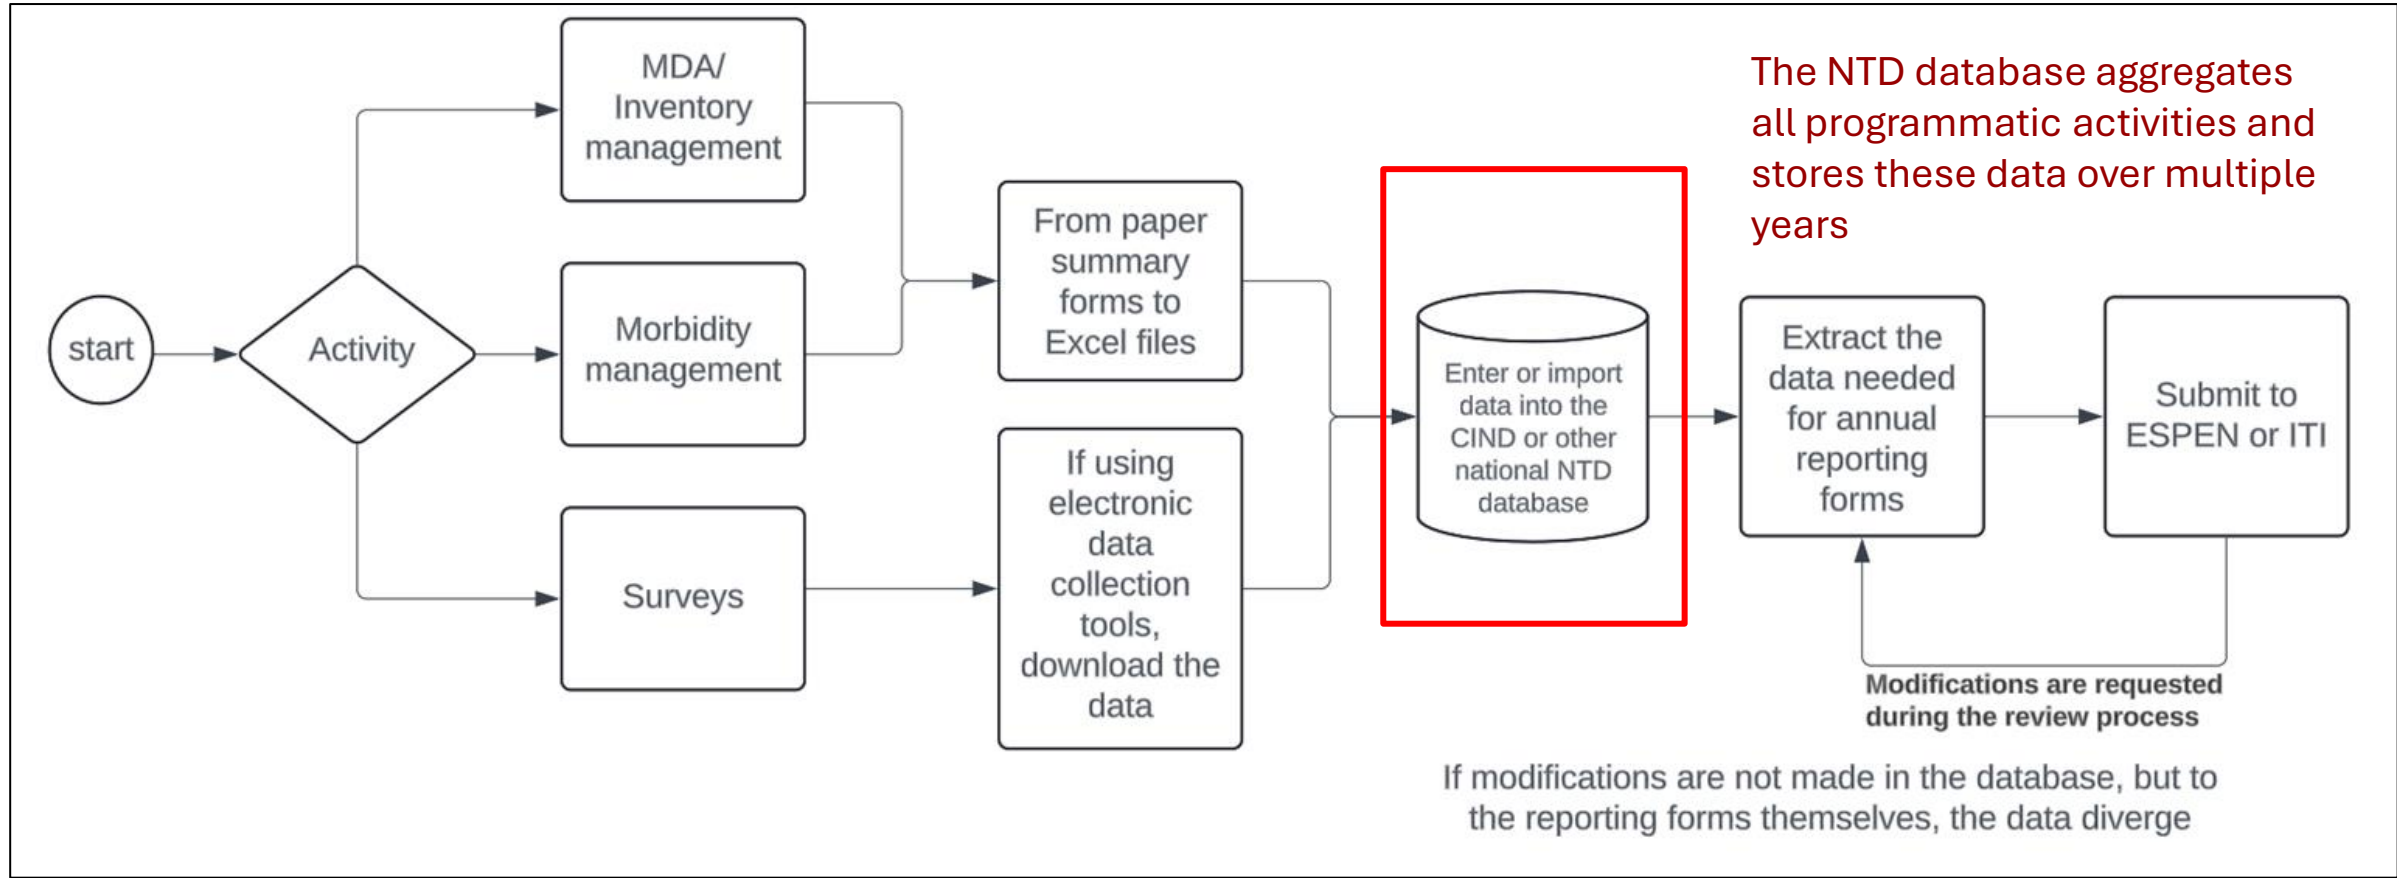 start
Activity
MDA/
Inventory
management
Morbidity
management
Surveys
From paper
summary
forms to
Excel files
If using
electronic
data
collection
tools,
download the
data
Enter or import
data into the
CIND or other
national NTD
database
The NTD database aggregates
all programmatic activities and
stores these data over multiple
years
Extract the
data needed
for annual
reporting
forms
Submit to
ESPEN or ITI
Modifications are requested
during the review process
If modifications are not made in the database, but to
the reporting forms themselves, the data diverge